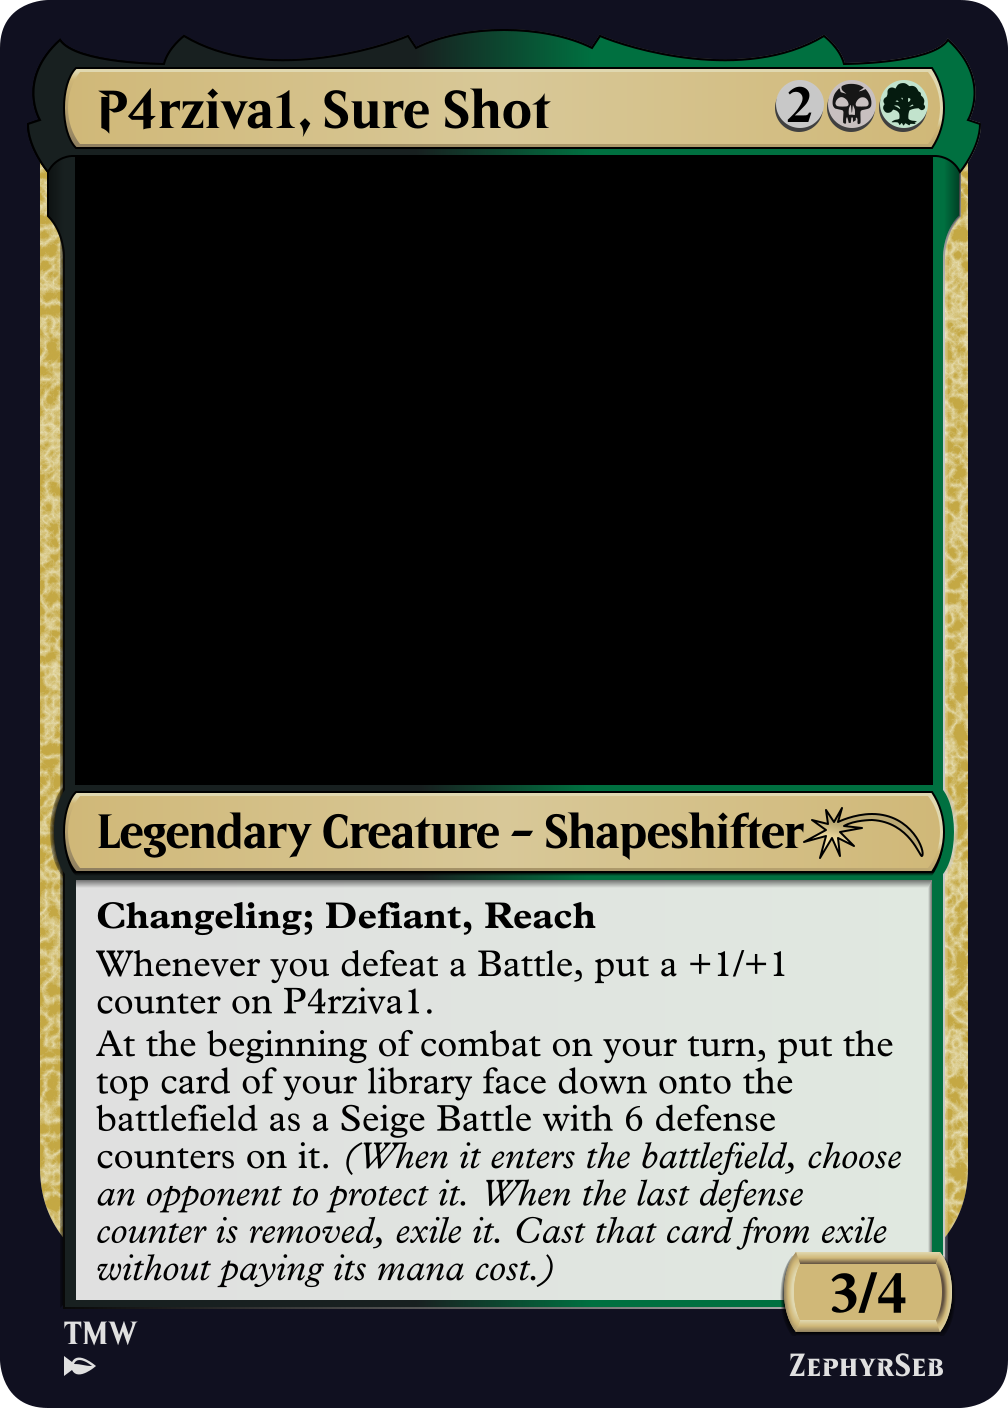 P4rziva1, Sure Shot 2
Legendary Creature – Shapeshifter
Changeling; Defiant, Reach
Whenever you defeat a Battle, put a +1/+1
counter on P4rziva1.
At the beginning of combat on your turn, put the
top card of your library face down onto the
battlefield as a Seige Battle with 6 defense
counters on it. (When it enters the battlefield, choose
an opponent to protect it. When the last defense
counter is removed, exile it. Cast that card from exile
without paying its mana cost.)
3/4
TMW
ZephyrSeb